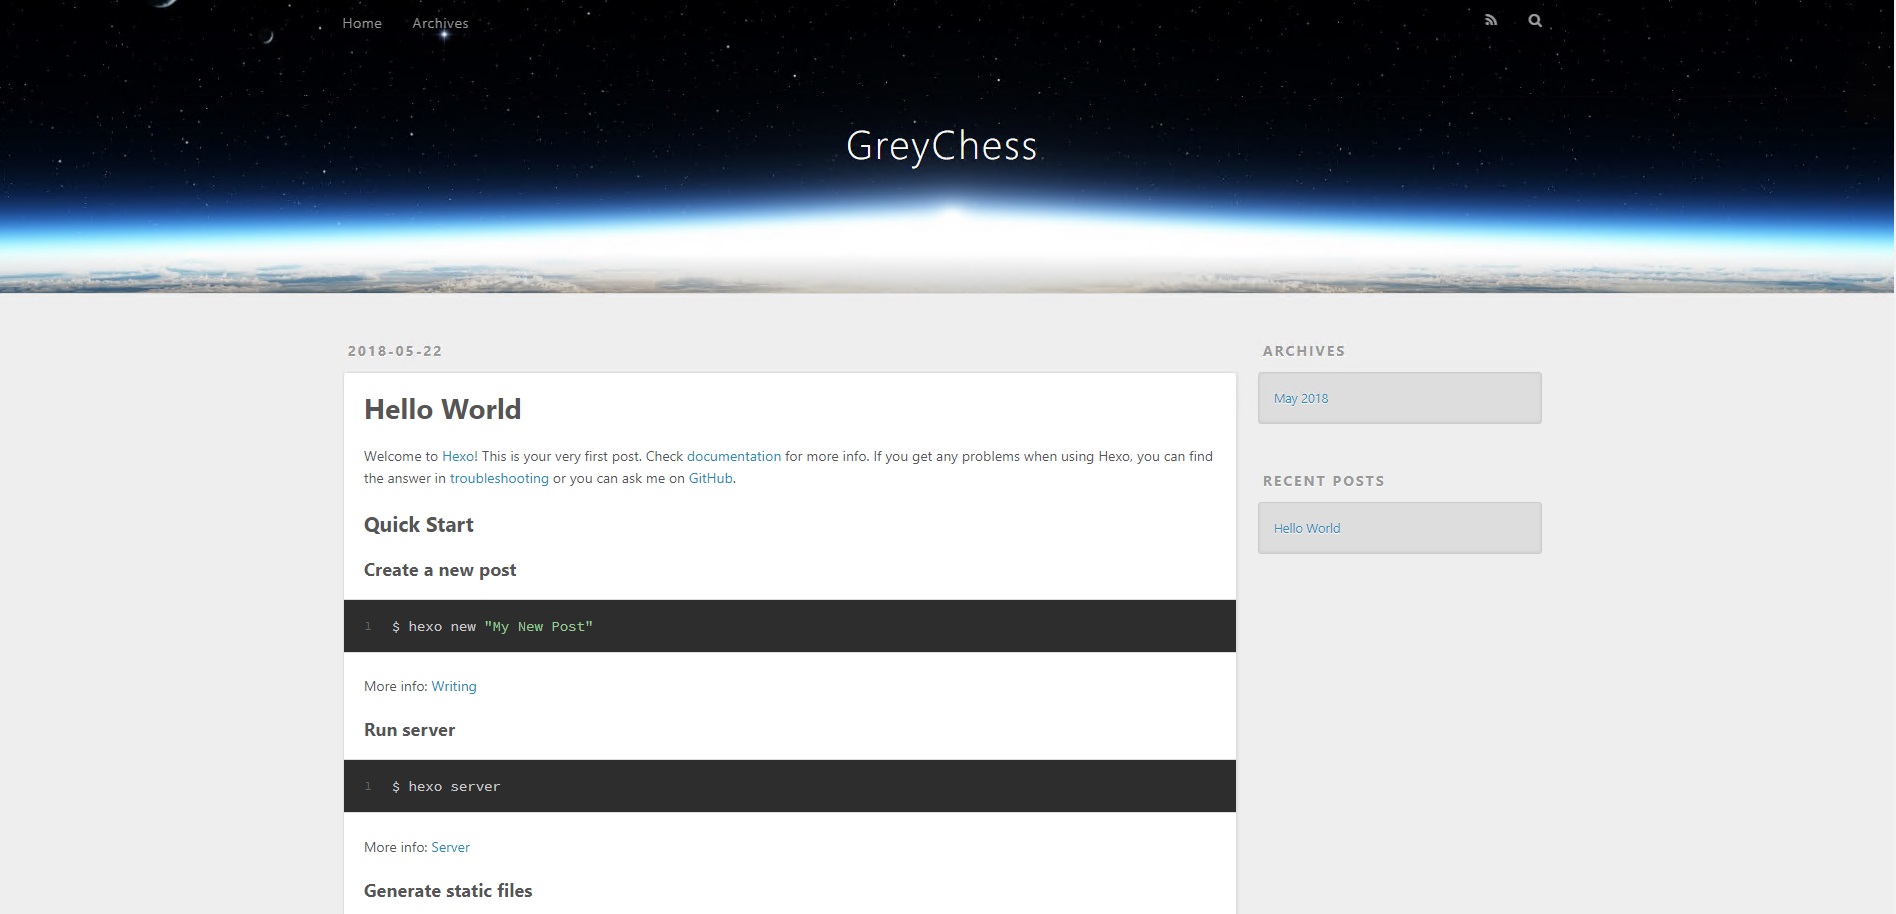 Home Archives
GreyChess
2018-05-22
Hello World
Welcome to Hexo! This is your very first post. Check documentation for more info. If you get any problems when using Hexo, you can find
the answer in troubleshooting or you can ask me on GitHub.
Quick Start
Create a new post
1 $ hexo new "My New Post"
More info: Writing
Run server
1 $ hexo server
More info: Server
Generate static files
ARCHIVES
May 2018
RECENT POSTS
Hello World